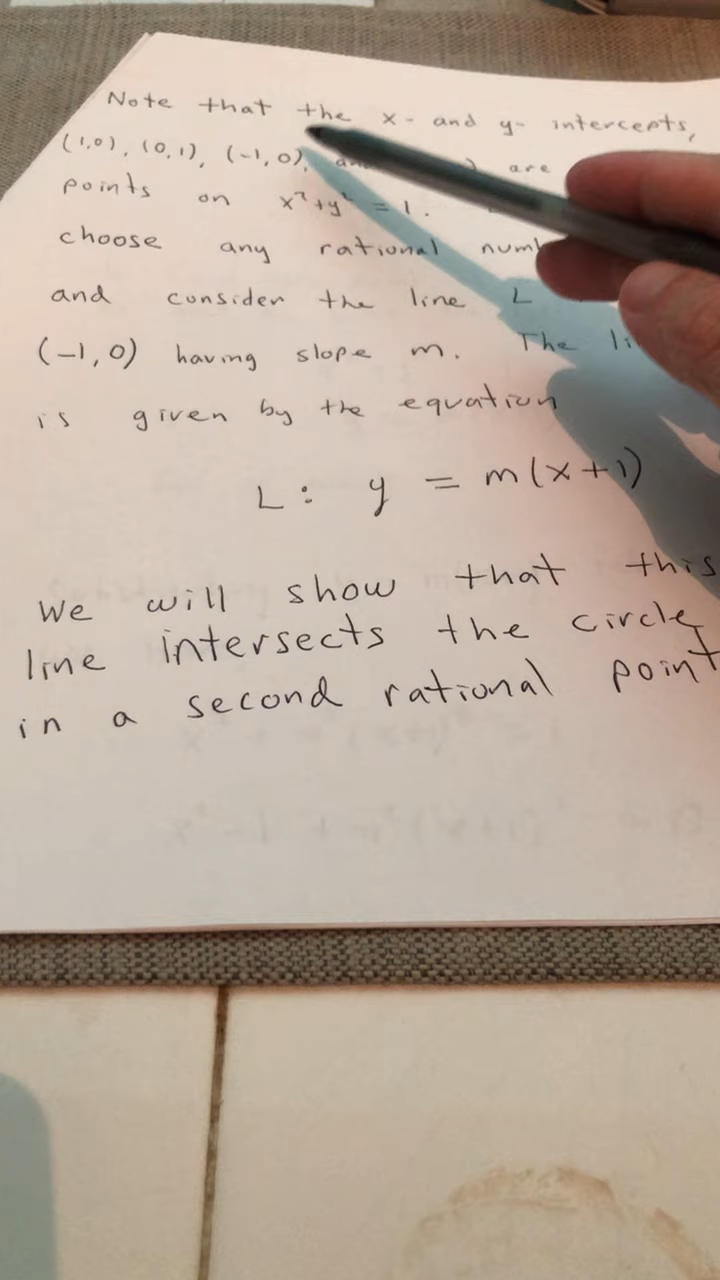 Note that the x- and y- intercepts,
(1,0), (0,1), (-1,0), are
points on x²+y² = 1.
choose any rational
and consider the line L
(-1,0) having slope m. The
is given by the equation
L: y = m(x+1)
We will show that this
line intersects the circle
in a second rational point